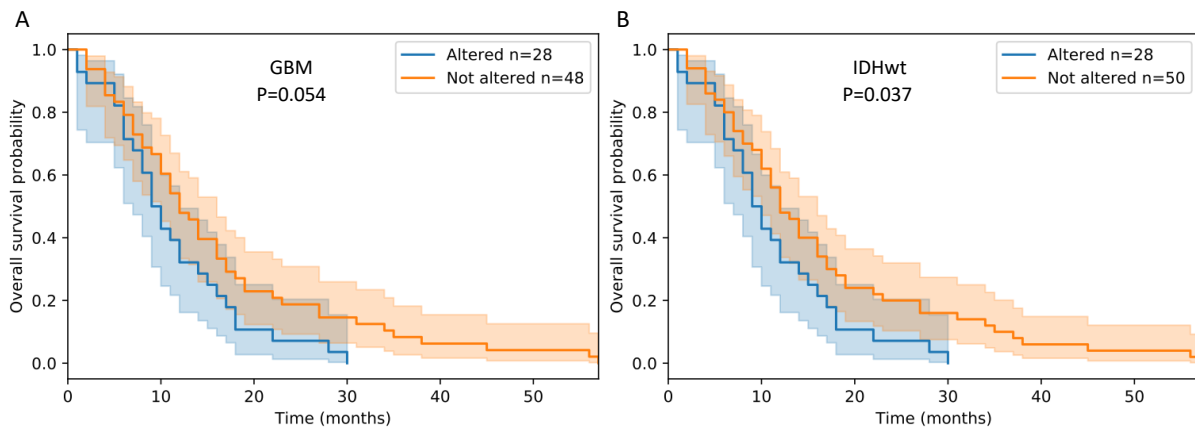 A
GBM
P=0.054
Altered n=28
Not altered n=48
Overall survival probability
1.0
0.8
0.6
0.4
0.2
0.0
0 10 20 30 40 50
Time (months)
B
IDHwt
P=0.037
Altered n=28
Not altered n=50
Overall survival probability
1.0
0.8
0.6
0.4
0.2
0.0
0 10 20 30 40 50
Time (months)